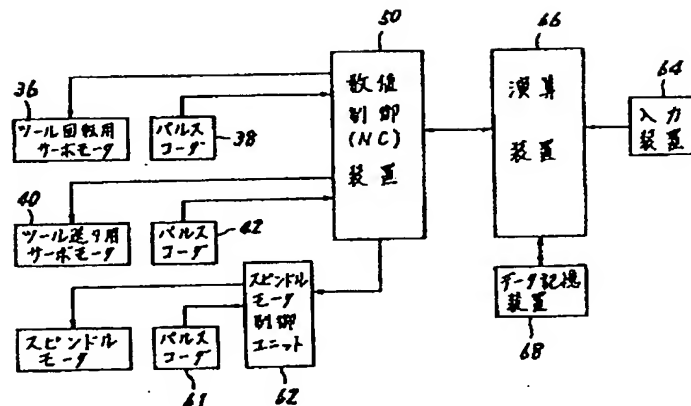 50
66
36
ツール回転用
サーボモータ
パルス
コーダ
38
数値
制御
(NC)
装置
演算
装置
64
入力
装置
40
ツール送り用
サーボモータ
パルス
コーダ
42
スピンドル
モータ
パルス
コーダ
61
スピンドル
モータ
制御
ユニット
62
データ記憶
装置
68